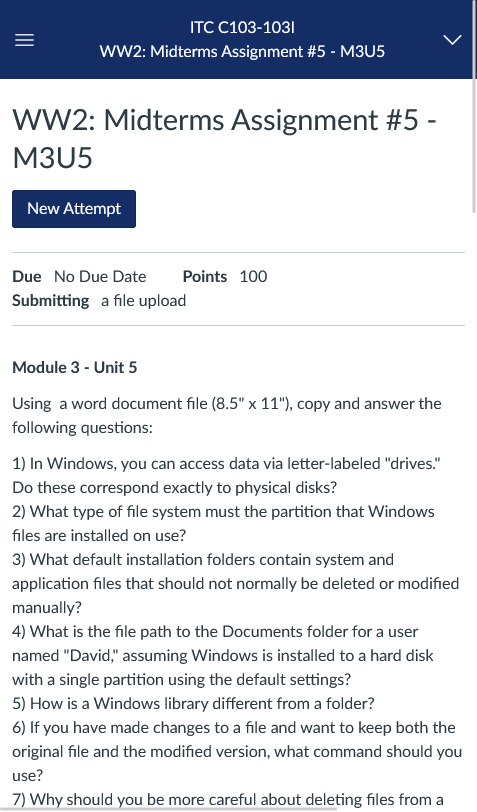 ITC C103-103I
WW2: Midterms Assignment #5 - M3U5
WW2: Midterms Assignment #5 -
M3U5
New Attempt
Due No Due Date Points 100
Submitting a file upload
Module 3 - Unit 5
Using a word document file (8.5" x 11"), copy and answer the
following questions:
1) In Windows, you can access data via letter-labeled "drives."
Do these correspond exactly to physical disks?
2) What type of file system must the partition that Windows
files are installed on use?
3) What default installation folders contain system and
application files that should not normally be deleted or modified
manually?
4) What is the file path to the Documents folder for a user
named "David," assuming Windows is installed to a hard disk
with a single partition using the default settings?
5) How is a Windows library different from a folder?
6) If you have made changes to a file and want to keep both the
original file and the modified version, what command should you
use?
7) Why should you be more careful about deleting files from a